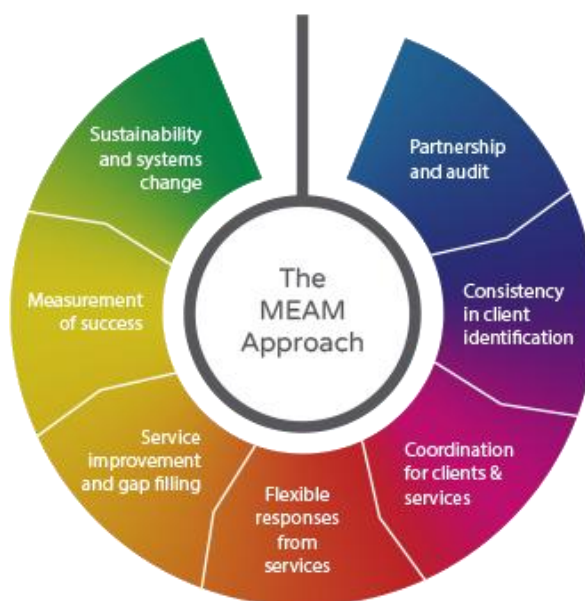 The
MEAM
Approach
Partnership
and audit
Consistency
in client
identification
Coordination
for clients &
services
Flexible
responses
from
services
Service
improvement
and gap filling
Measurement
of success
Sustainability
and systems
change